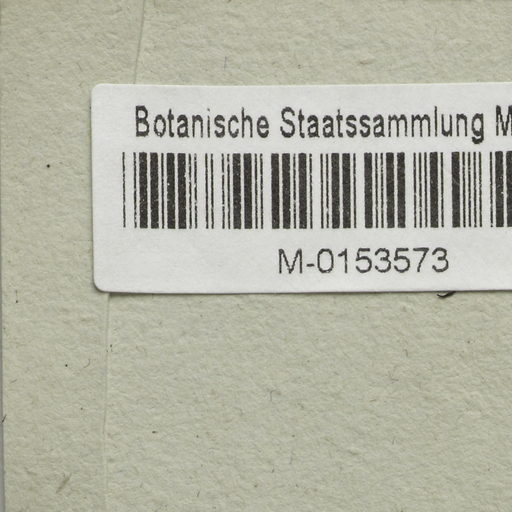 Botanische Staatssammlung M
M-0153573